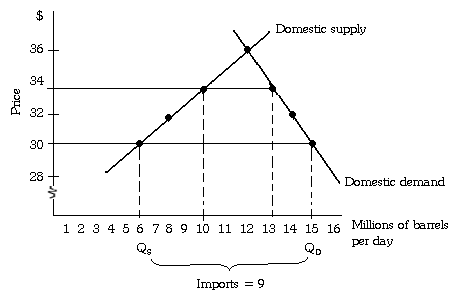 $
Domestic supply
36
34
32
30
28
Price
Domestic demand
1 2 3 4 5 6 7 8 9 10 11 12 13 14 15 16
Millions of barrels
per day
QS QD
Imports = 9